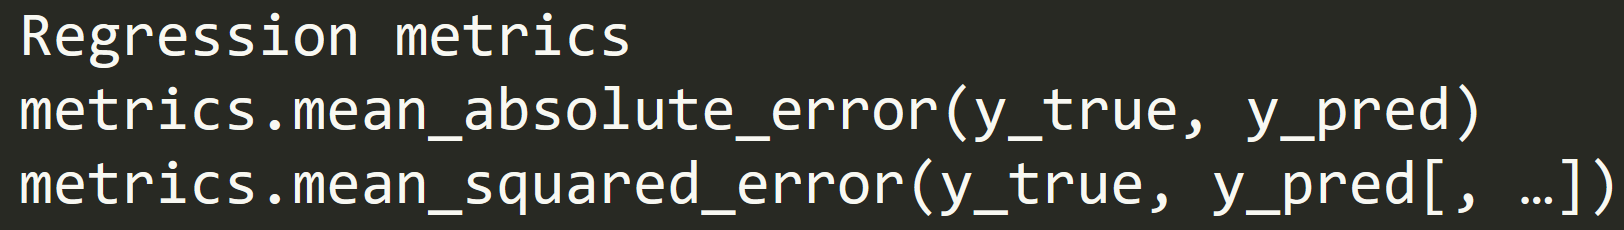 Regression metrics
metrics.mean_absolute_error(y_true, y_pred)
metrics.mean_squared_error(y_true, y_pred[, …])